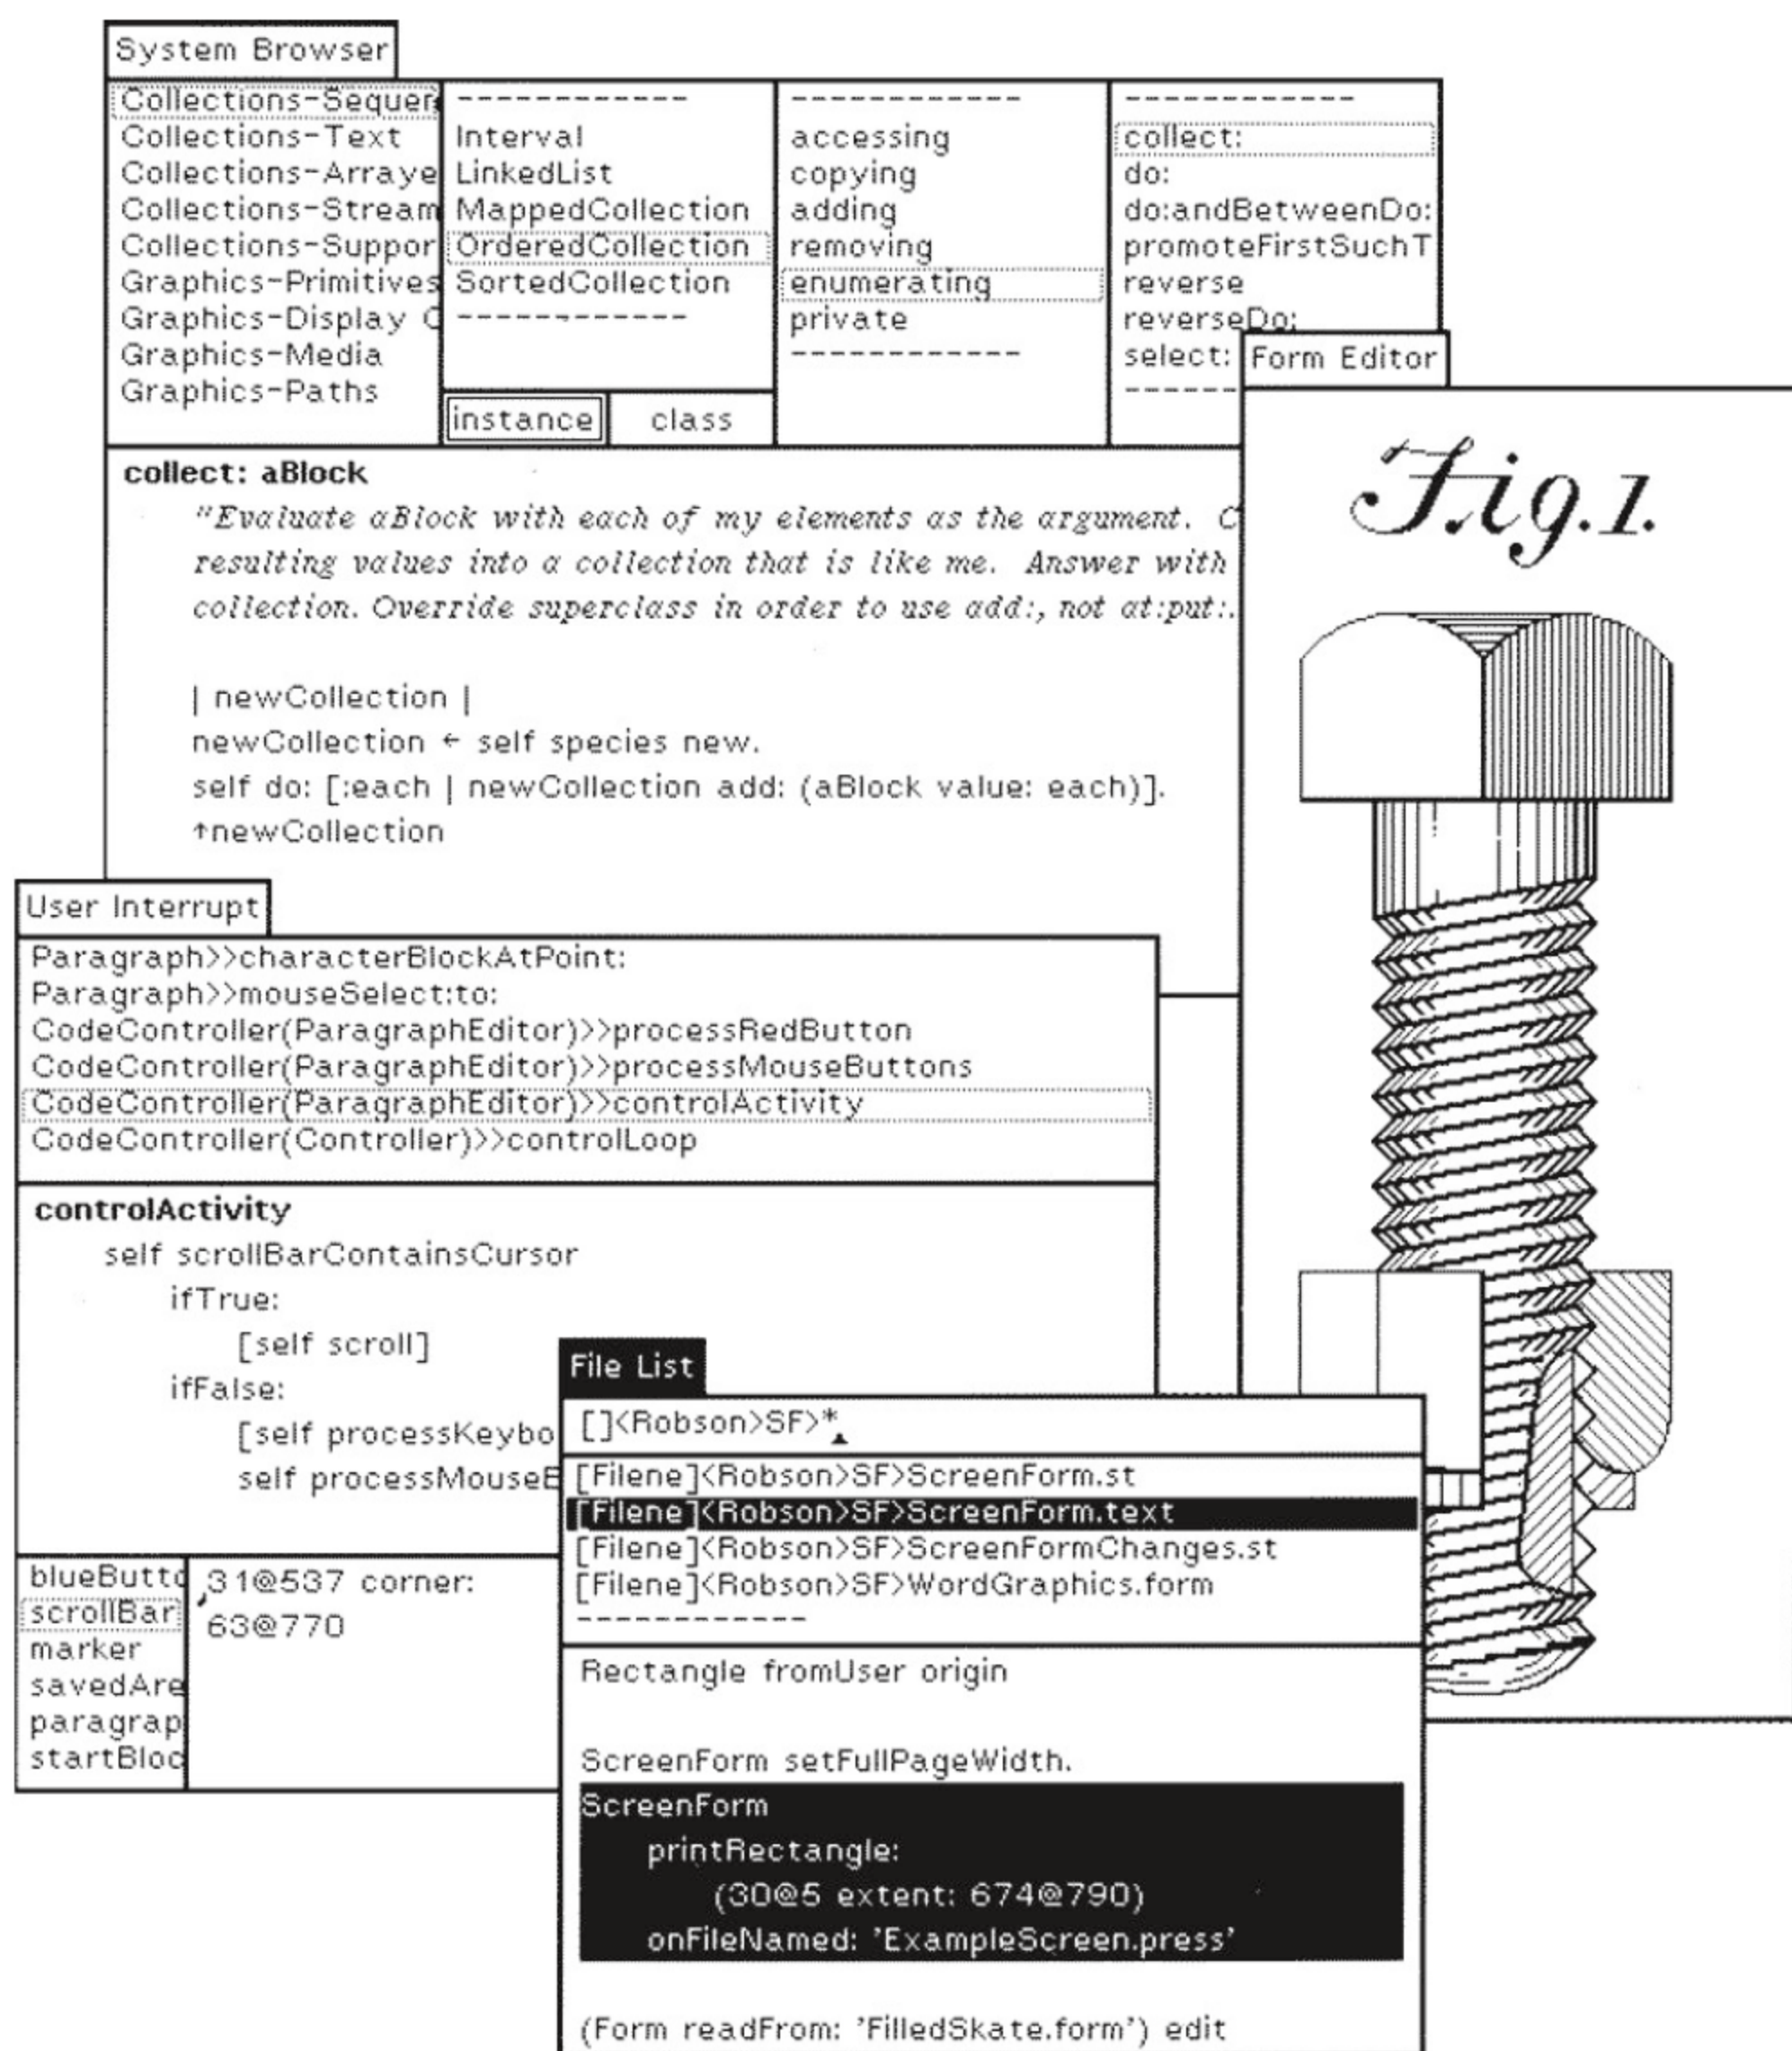 System Browser
Collections-Sequen
Collections-Text
Collections-Arraye
Collections-Stream
Collections-Suppor
Graphics-Primitives
Graphics-Display
Graphics-Media
Graphics-Paths
------------
Interval
LinkedList
MappedCollection
OrderedCollection
SortedCollection
------------
instance
class
------------
accessing
copying
adding
removing
enumerating
private
------------
------------
collect:
do:
do:andBetweenDo:
promoteFirstSuchT
reverse
reverseDo:
select:
------
collect: aBlock
"Evaluate aBlock with each of my elements as the argument. C
resulting values into a collection that is like me. Answer with
collection. Override superclass in order to use add:, not at:put:.
| newCollection |
newCollection ← self species new.
self do: [:each | newCollection add: (aBlock value: each)].
↑newCollection
Form Editor
Fig. 1.
User Interrupt
Paragraph>>characterBlockAtPoint:
Paragraph>>mouseSelect:to:
CodeController(ParagraphEditor)>>processRedButton
CodeController(ParagraphEditor)>>processMouseButtons
CodeController(ParagraphEditor)>>controlActivity
CodeController(Controller)>>controlLoop
controlActivity
self scrollBarContainsCursor
ifTrue:
[self scroll]
ifFalse:
[self processKeybo
self processMouseB
blueButto
scrollBar
marker
savedAre
paragrap
startBloc
31@537 corner:
63@770
File List
[]<Robson>SF>*
[Filene]<Robson>SF>ScreenForm.st
[Filene]<Robson>SF>ScreenForm.text
[Filene]<Robson>SF>ScreenFormChanges.st
[Filene]<Robson>SF>WordGraphics.form
------------
Rectangle fromUser origin
ScreenForm setFullPageWidth.
ScreenForm
printRectangle:
(30@5 extent: 674@790)
onFileNamed: 'ExampleScreen.press'
(Form readFrom: 'FilledSkate.form') edit